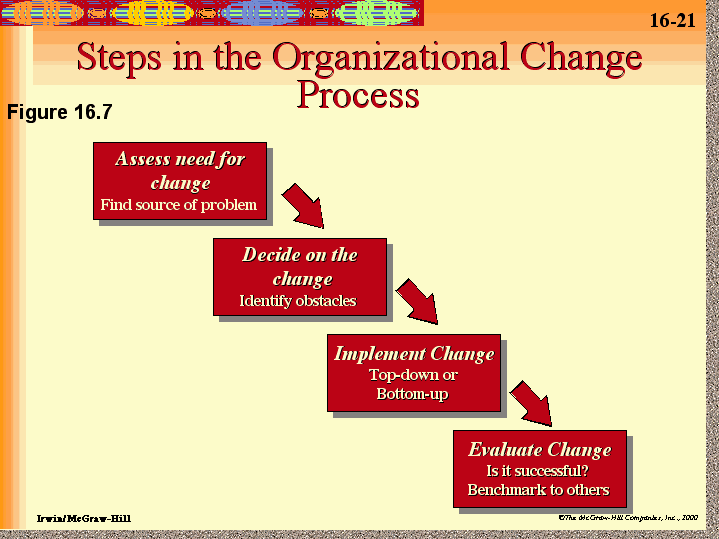 16-21
Steps in the Organizational Change
Process
Figure 16.7
Assess need for
change
Find source of problem
Decide on the
change
Identify obstacles
Implement Change
Top-down or
Bottom-up
Evaluate Change
Is it successful?
Benchmark to others
Irwin/McGraw-Hill
©The McGraw-Hill Companies, Inc., 2000